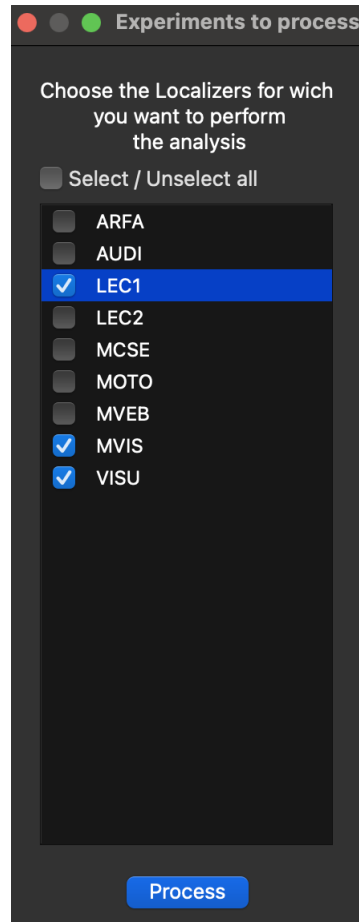 Experiments to process
Choose the Localizers for wich
you want to perform
the analysis
Select / Unselect all
ARFA
AUDI
LEC1
LEC2
MCSE
MOTO
MVEB
MVIS
VISU
Process